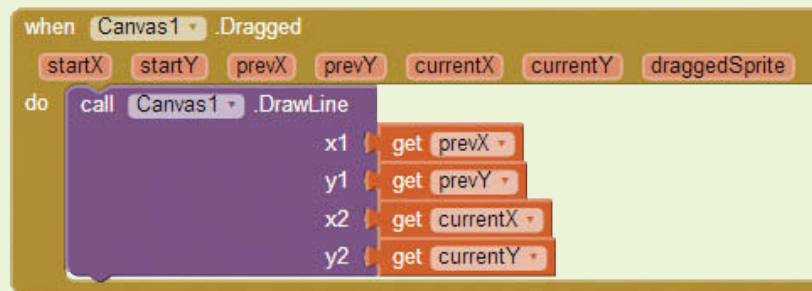 when Canvas1 .Dragged
startX startY prevX prevY currentX currentY draggedSprite
do call Canvas1 .DrawLine
x1 get prevX
y1 get prevY
x2 get currentX
y2 get currentY